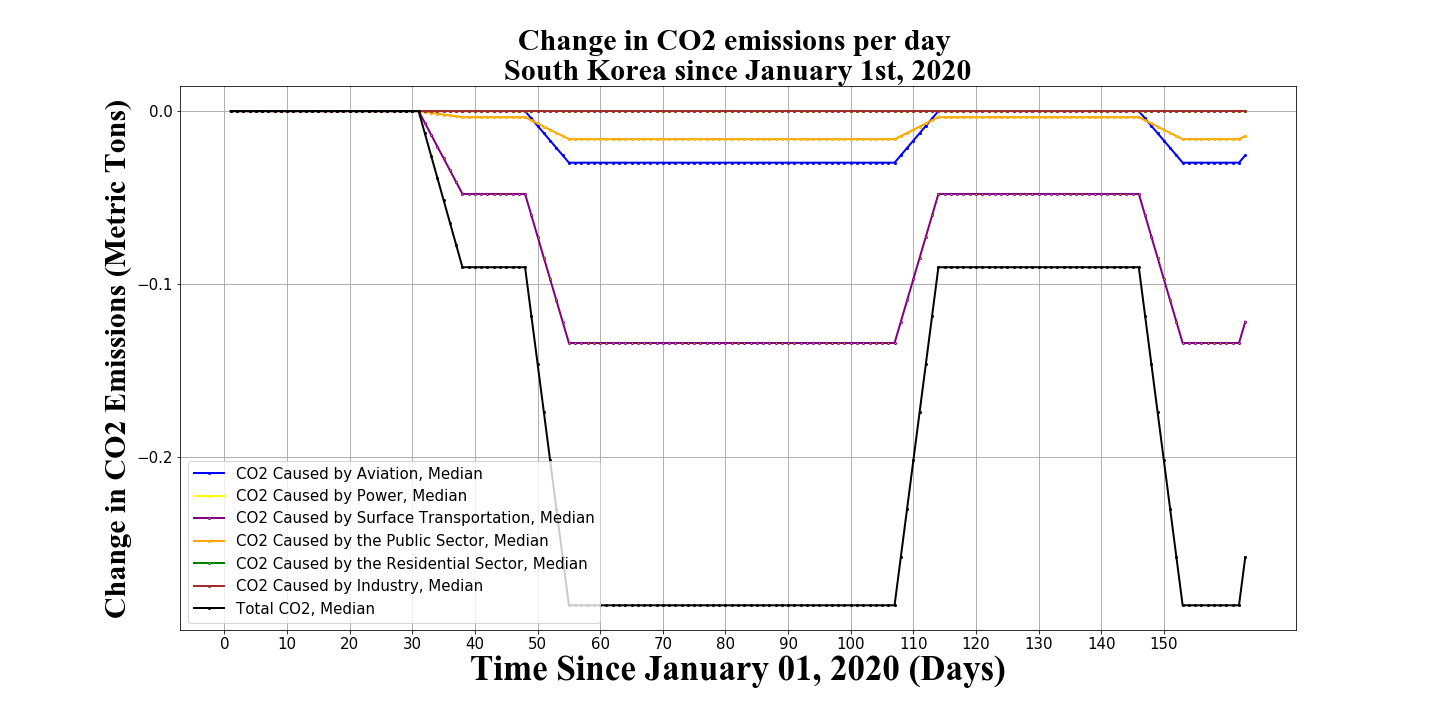 Change in CO2 emissions per day
South Korea since January 1st, 2020
Change in CO2 Emissions (Metric Tons)
0.0
−0.1
−0.2
CO2 Caused by Aviation, Median
CO2 Caused by Power, Median
CO2 Caused by Surface Transportation, Median
CO2 Caused by the Public Sector, Median
CO2 Caused by the Residential Sector, Median
CO2 Caused by Industry, Median
Total CO2, Median
0 10 20 30 40 50 60 70 80 90 100 110 120 130 140 150
Time Since January 01, 2020 (Days)